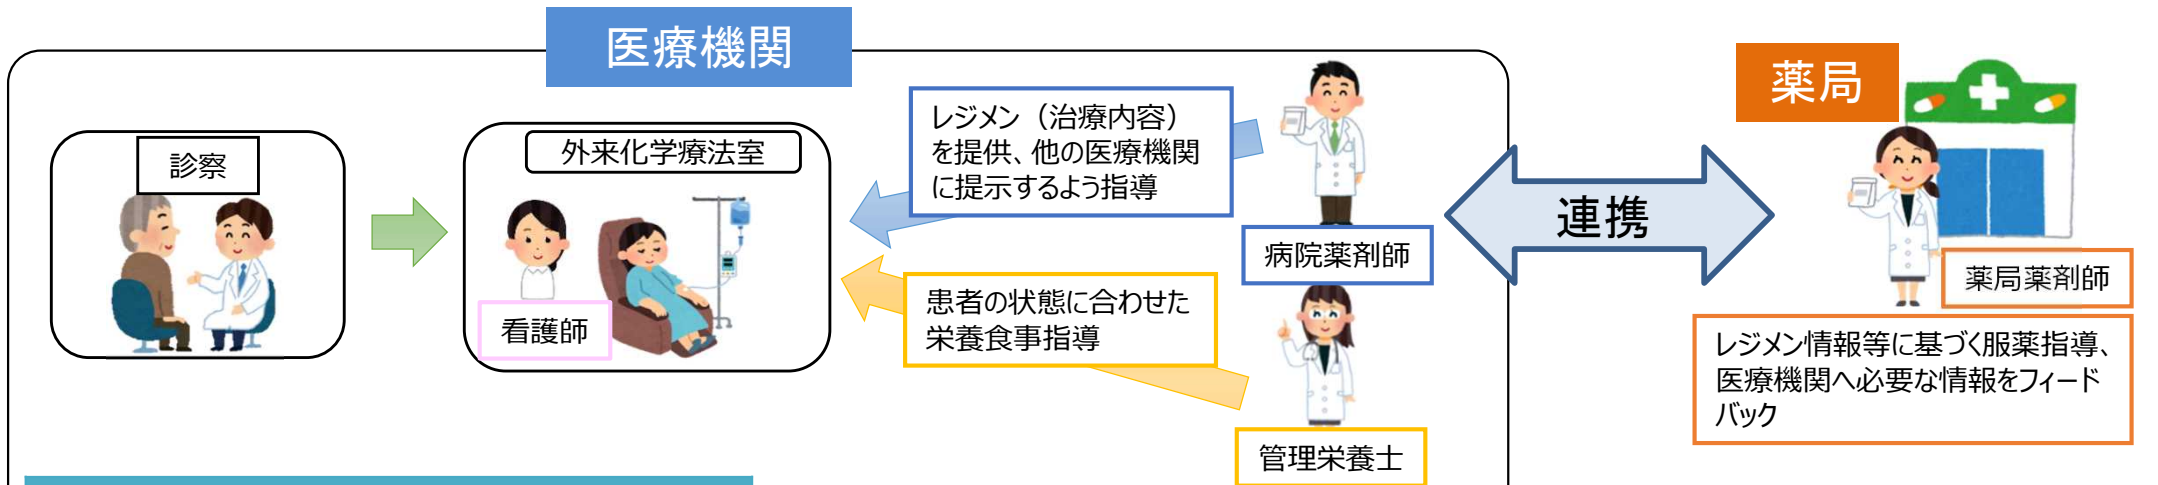 医療機関
薬局
診察
外来化学療法室
看護師
レジメン（治療内容）
を提供、他の医療機関
に提示するよう指導
病院薬剤師
患者の状態に合わせた
栄養食事指導
管理栄養士
連携
薬局薬剤師
レジメン情報等に基づく服薬指導、
医療機関へ必要な情報をフィード
バック